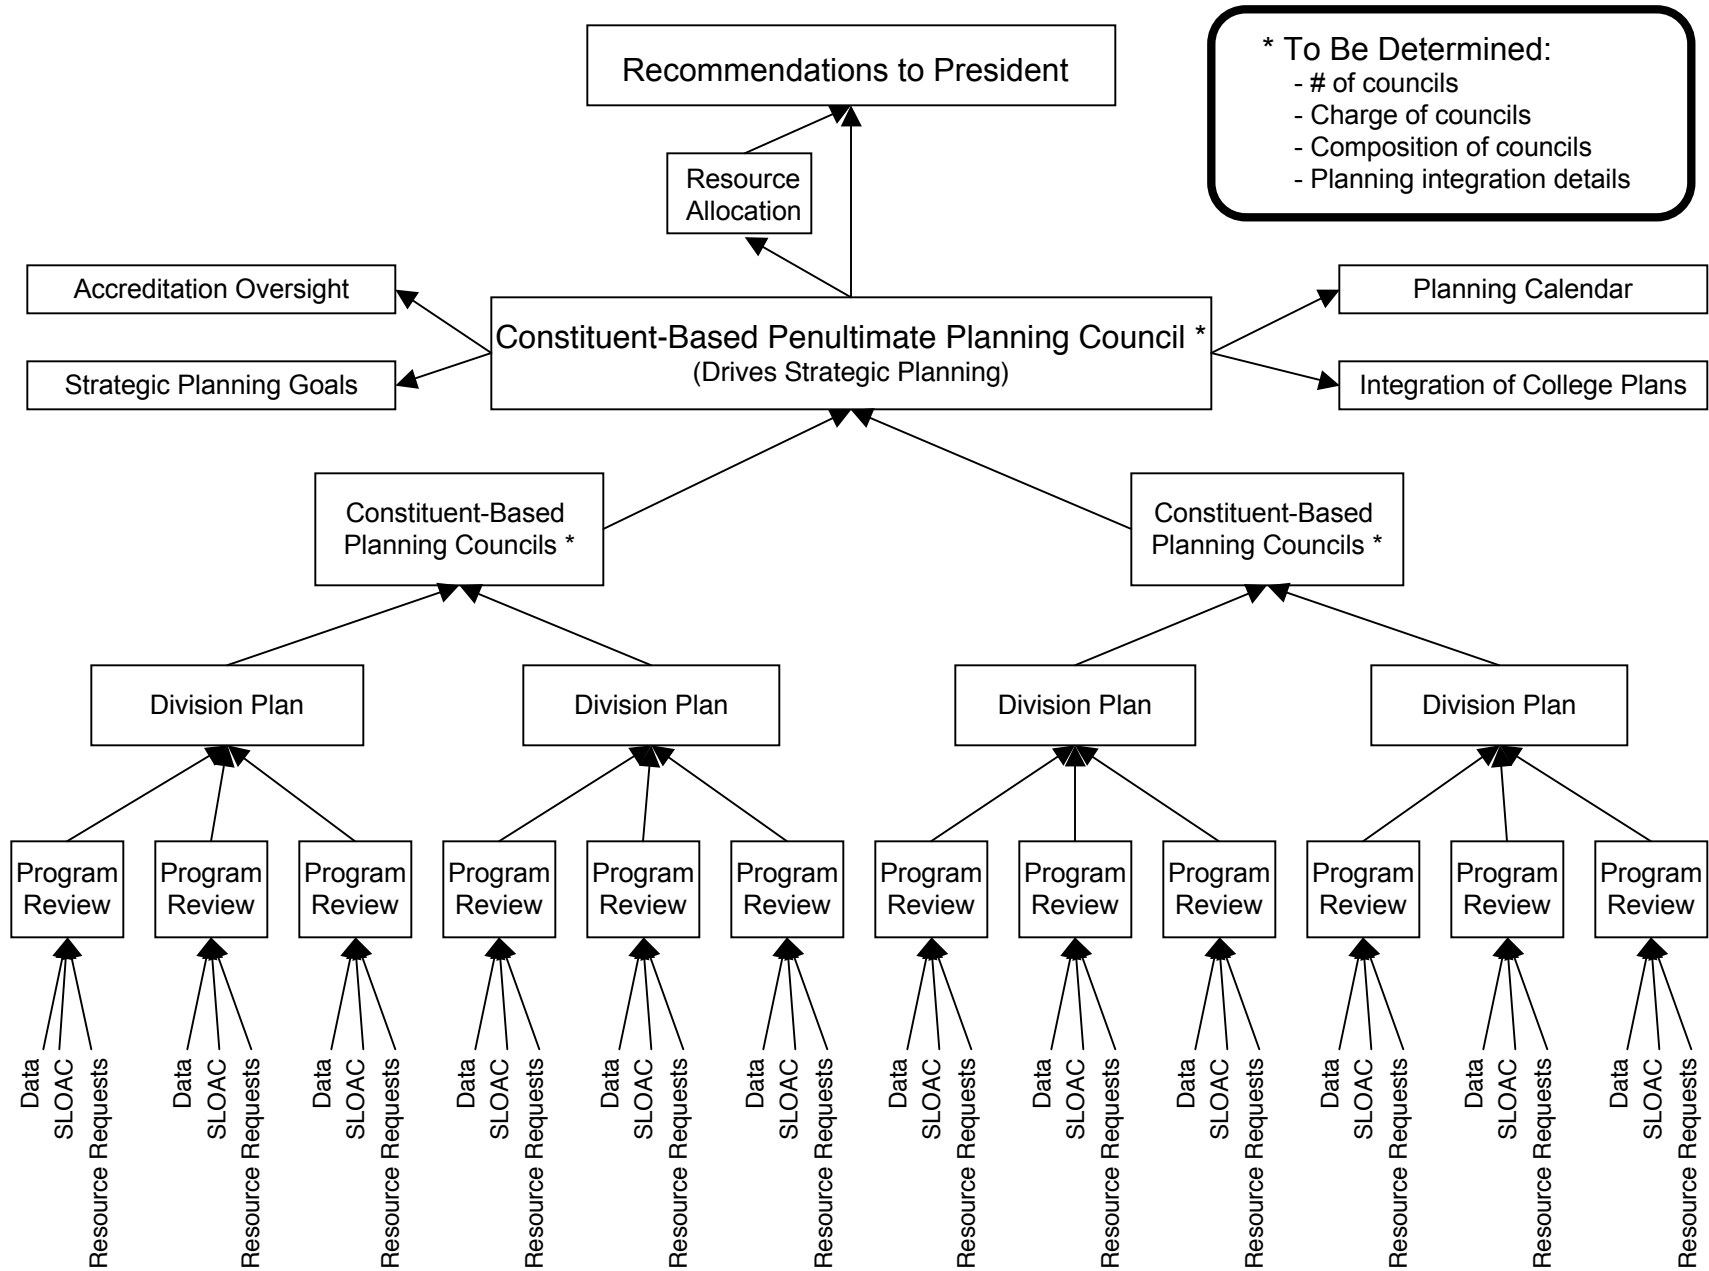 Recommendations to President
* To Be Determined:
- # of councils
- Charge of councils
- Composition of councils
- Planning integration details
Resource
Allocation
Accreditation Oversight
Strategic Planning Goals
Constituent-Based Penultimate Planning Council *
(Drives Strategic Planning)
Planning Calendar
Integration of College Plans
Constituent-Based
Planning Councils *
Constituent-Based
Planning Councils *
Division Plan
Division Plan
Division Plan
Division Plan
Program
Review
Program
Review
Program
Review
Program
Review
Program
Review
Program
Review
Program
Review
Program
Review
Program
Review
Program
Review
Program
Review
Program
Review
Data
SLOAC
Resource Requests
Data
SLOAC
Resource Requests
Data
SLOAC
Resource Requests
Data
SLOAC
Resource Requests
Data
SLOAC
Resource Requests
Data
SLOAC
Resource Requests
Data
SLOAC
Resource Requests
Data
SLOAC
Resource Requests
Data
SLOAC
Resource Requests
Data
SLOAC
Resource Requests
Data
SLOAC
Resource Requests
Data
SLOAC
Resource Requests